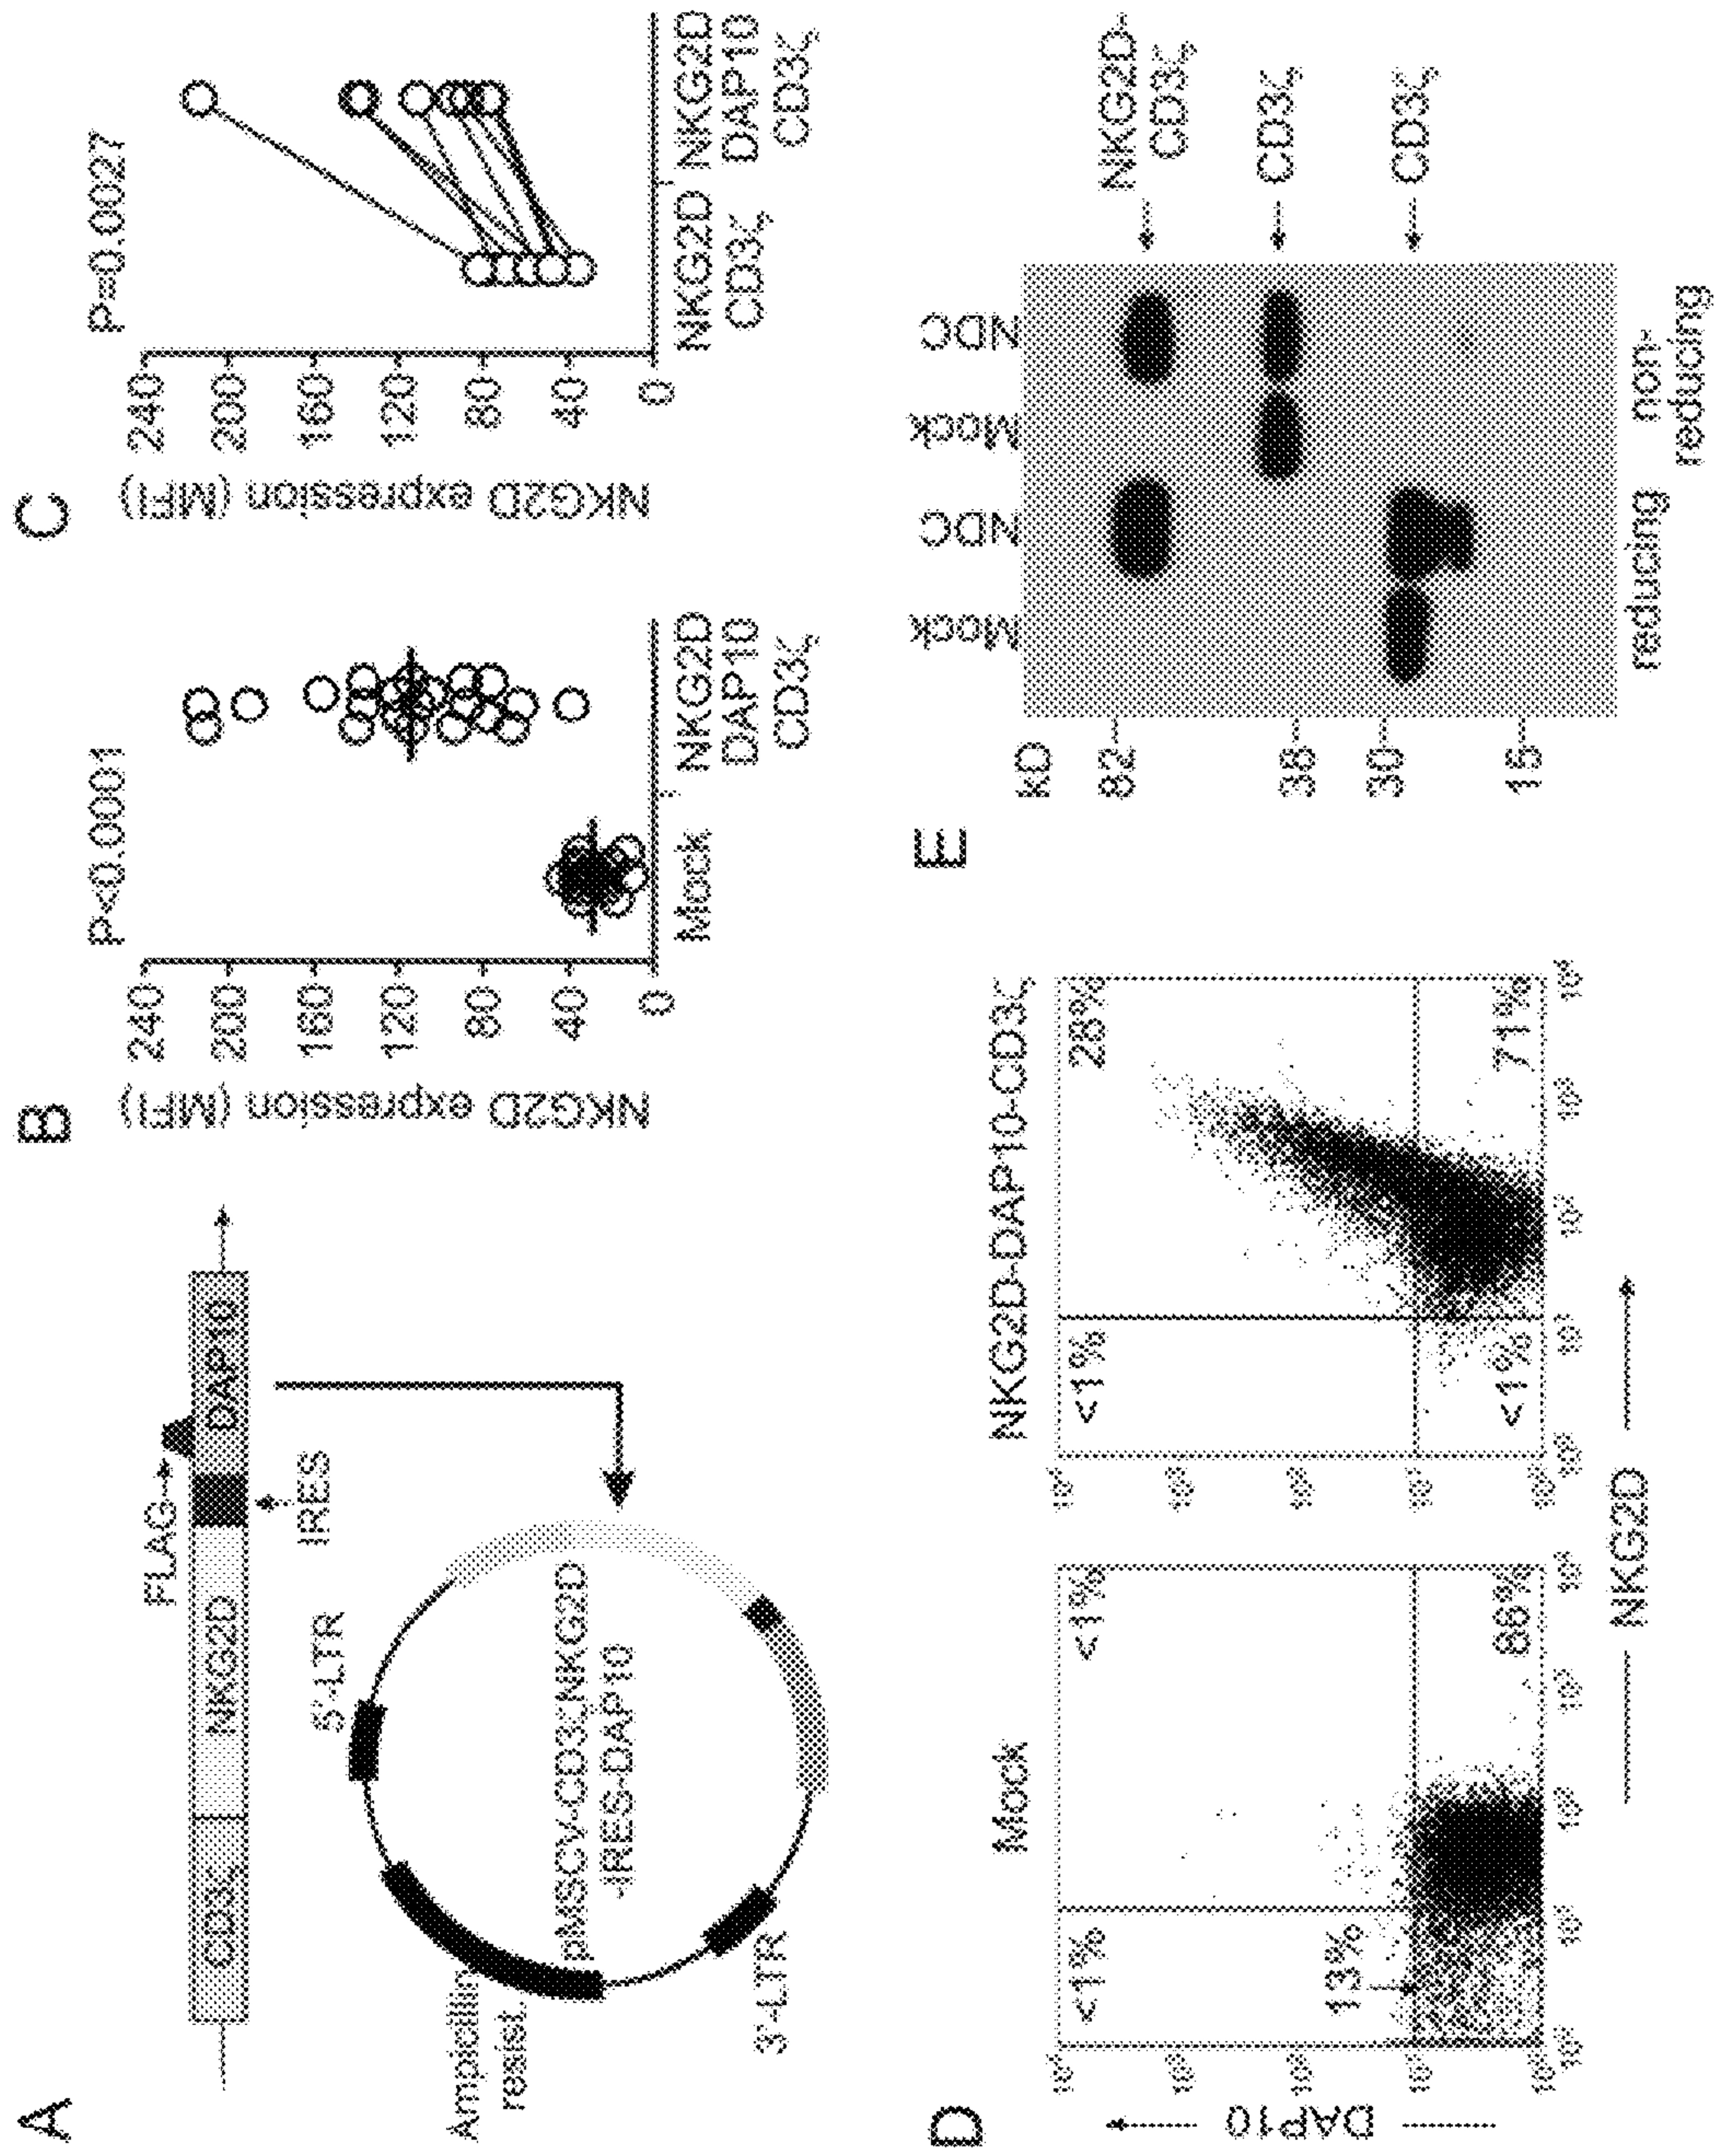 A
CD3ζ
NKG2D
DAP10
FLAG
IRES
5'-LTR
Ampicillin
resist.
pMSCV-CD3ζNKG2D
-IRES-DAP10
3'-LTR
B
P<0.0001
NKG2D expression (MFI)
240
200
160
120
80
40
0
Mock
NKG2D
DAP10
CD3ζ
C
P=0.0027
NKG2D expression (MFI)
240
200
160
120
80
40
0
NKG2D
CD3ζ
NKG2D
DAP10
CD3ζ
D
Mock
<1%
<1%
13%
86%
NKG2D-DAP10-CD3ζ
<1%
28%
<1%
71%
DAP10
NKG2D
E
kD
82
38
30
15
Mock
NDC
Mock
NDC
NKG2D-
CD3ζ
CD3ζ
CD3ζ
reducing
non-
reducing